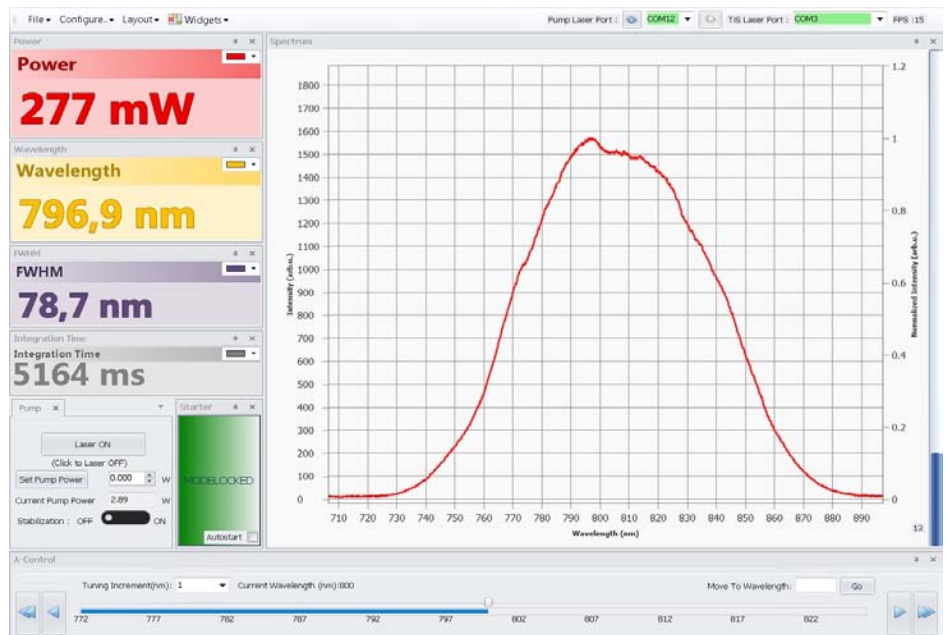 File Configure.. Layout Widgets Pump Laser Port : COM12 TiS Laser Port : COM3 FPS :15
Power
Power
277 mW
Wavelength
Wavelength
796,9 nm
FWHM
FWHM
78,7 nm
Integration Time
Integration Time
5164 ms
Pump
Laser ON
(Click to Laser OFF)
Set Pump Power 0.000 W
Current Pump Power 2.89 W
Stabilization : OFF ON
Starter
MODELOCKED
Autostart
Spectrum
Intensity (arb.u.)
1800
1700
1600
1500
1400
1300
1200
1100
1000
900
800
700
600
500
400
300
200
100
0
710 720 730 740 750 760 770 780 790 800 810 820 830 840 850 860 870 880 890
Wavelength (nm)
1.2
1
0.8
0.6
0.4
0.2
0
Normalized Intensity (arb.u.)
13
λ-Control
Tuning Increment(nm): 1 Current Wavelength (nm):800 Move To Wavelength: Go
772 777 782 787 792 797 802 807 812 817 822